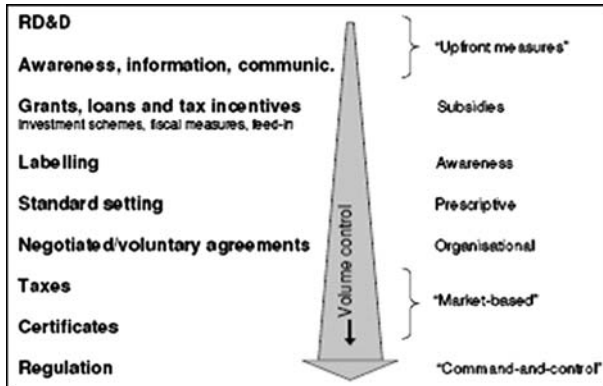 RD&D
"Upfront measures"
Awareness, information, communic.
Grants, loans and tax incentives
Subsidies
Investment schemes, fiscal measures, feed-in
Labelling
Awareness
Standard setting
Prescriptive
Negotiated/voluntary agreements
Organisational
Volume control
Taxes
"Market-based"
Certificates
Regulation
"Command-and-control"